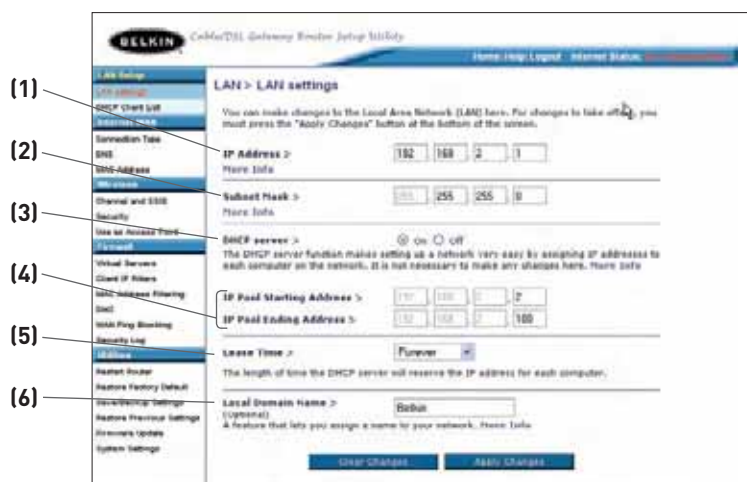 BELKIN Cable/DSL Gateway Router Setup Utility
Home|Help|Logout Internet Status:
LAN Setup
LAN Settings
DHCP Client List
Internet WAN
Connection Type
DNS
MAC Address
Wireless
Channel and SSID
Security
Use as Access Point
Firewall
Virtual Servers
Client IP Filters
MAC Address Filtering
DMZ
WAN Ping Blocking
Security Log
Utilities
Restart Router
Restore Factory Default
Save/Backup Settings
Restore Previous Settings
Firmware Update
System Settings
LAN > LAN settings
You can make changes to the Local Area Network (LAN) here. For changes to take effect, you
must press the "Apply Changes" button at the bottom of the screen.
(1)
IP Address > 192 . 168 . 2 . 1
More Info
(2)
Subnet Mask > 255 . 255 . 255 . 0
More Info
(3)
DHCP server > on off
The DHCP server function makes setting up a network very easy by assigning IP addresses to
each computer on the network. It is not necessary to make any changes here. More Info
(4)
IP Pool Starting Address > 192 . 168 . 2 . 2
IP Pool Ending Address > 192 . 168 . 2 . 100
(5)
Lease Time > Forever
The length of time the DHCP server will reserve the IP address for each computer.
(6)
Local Domain Name > Belkin
(Optional)
A feature that lets you assign a name to your network. More Info
Clear Changes Apply Changes